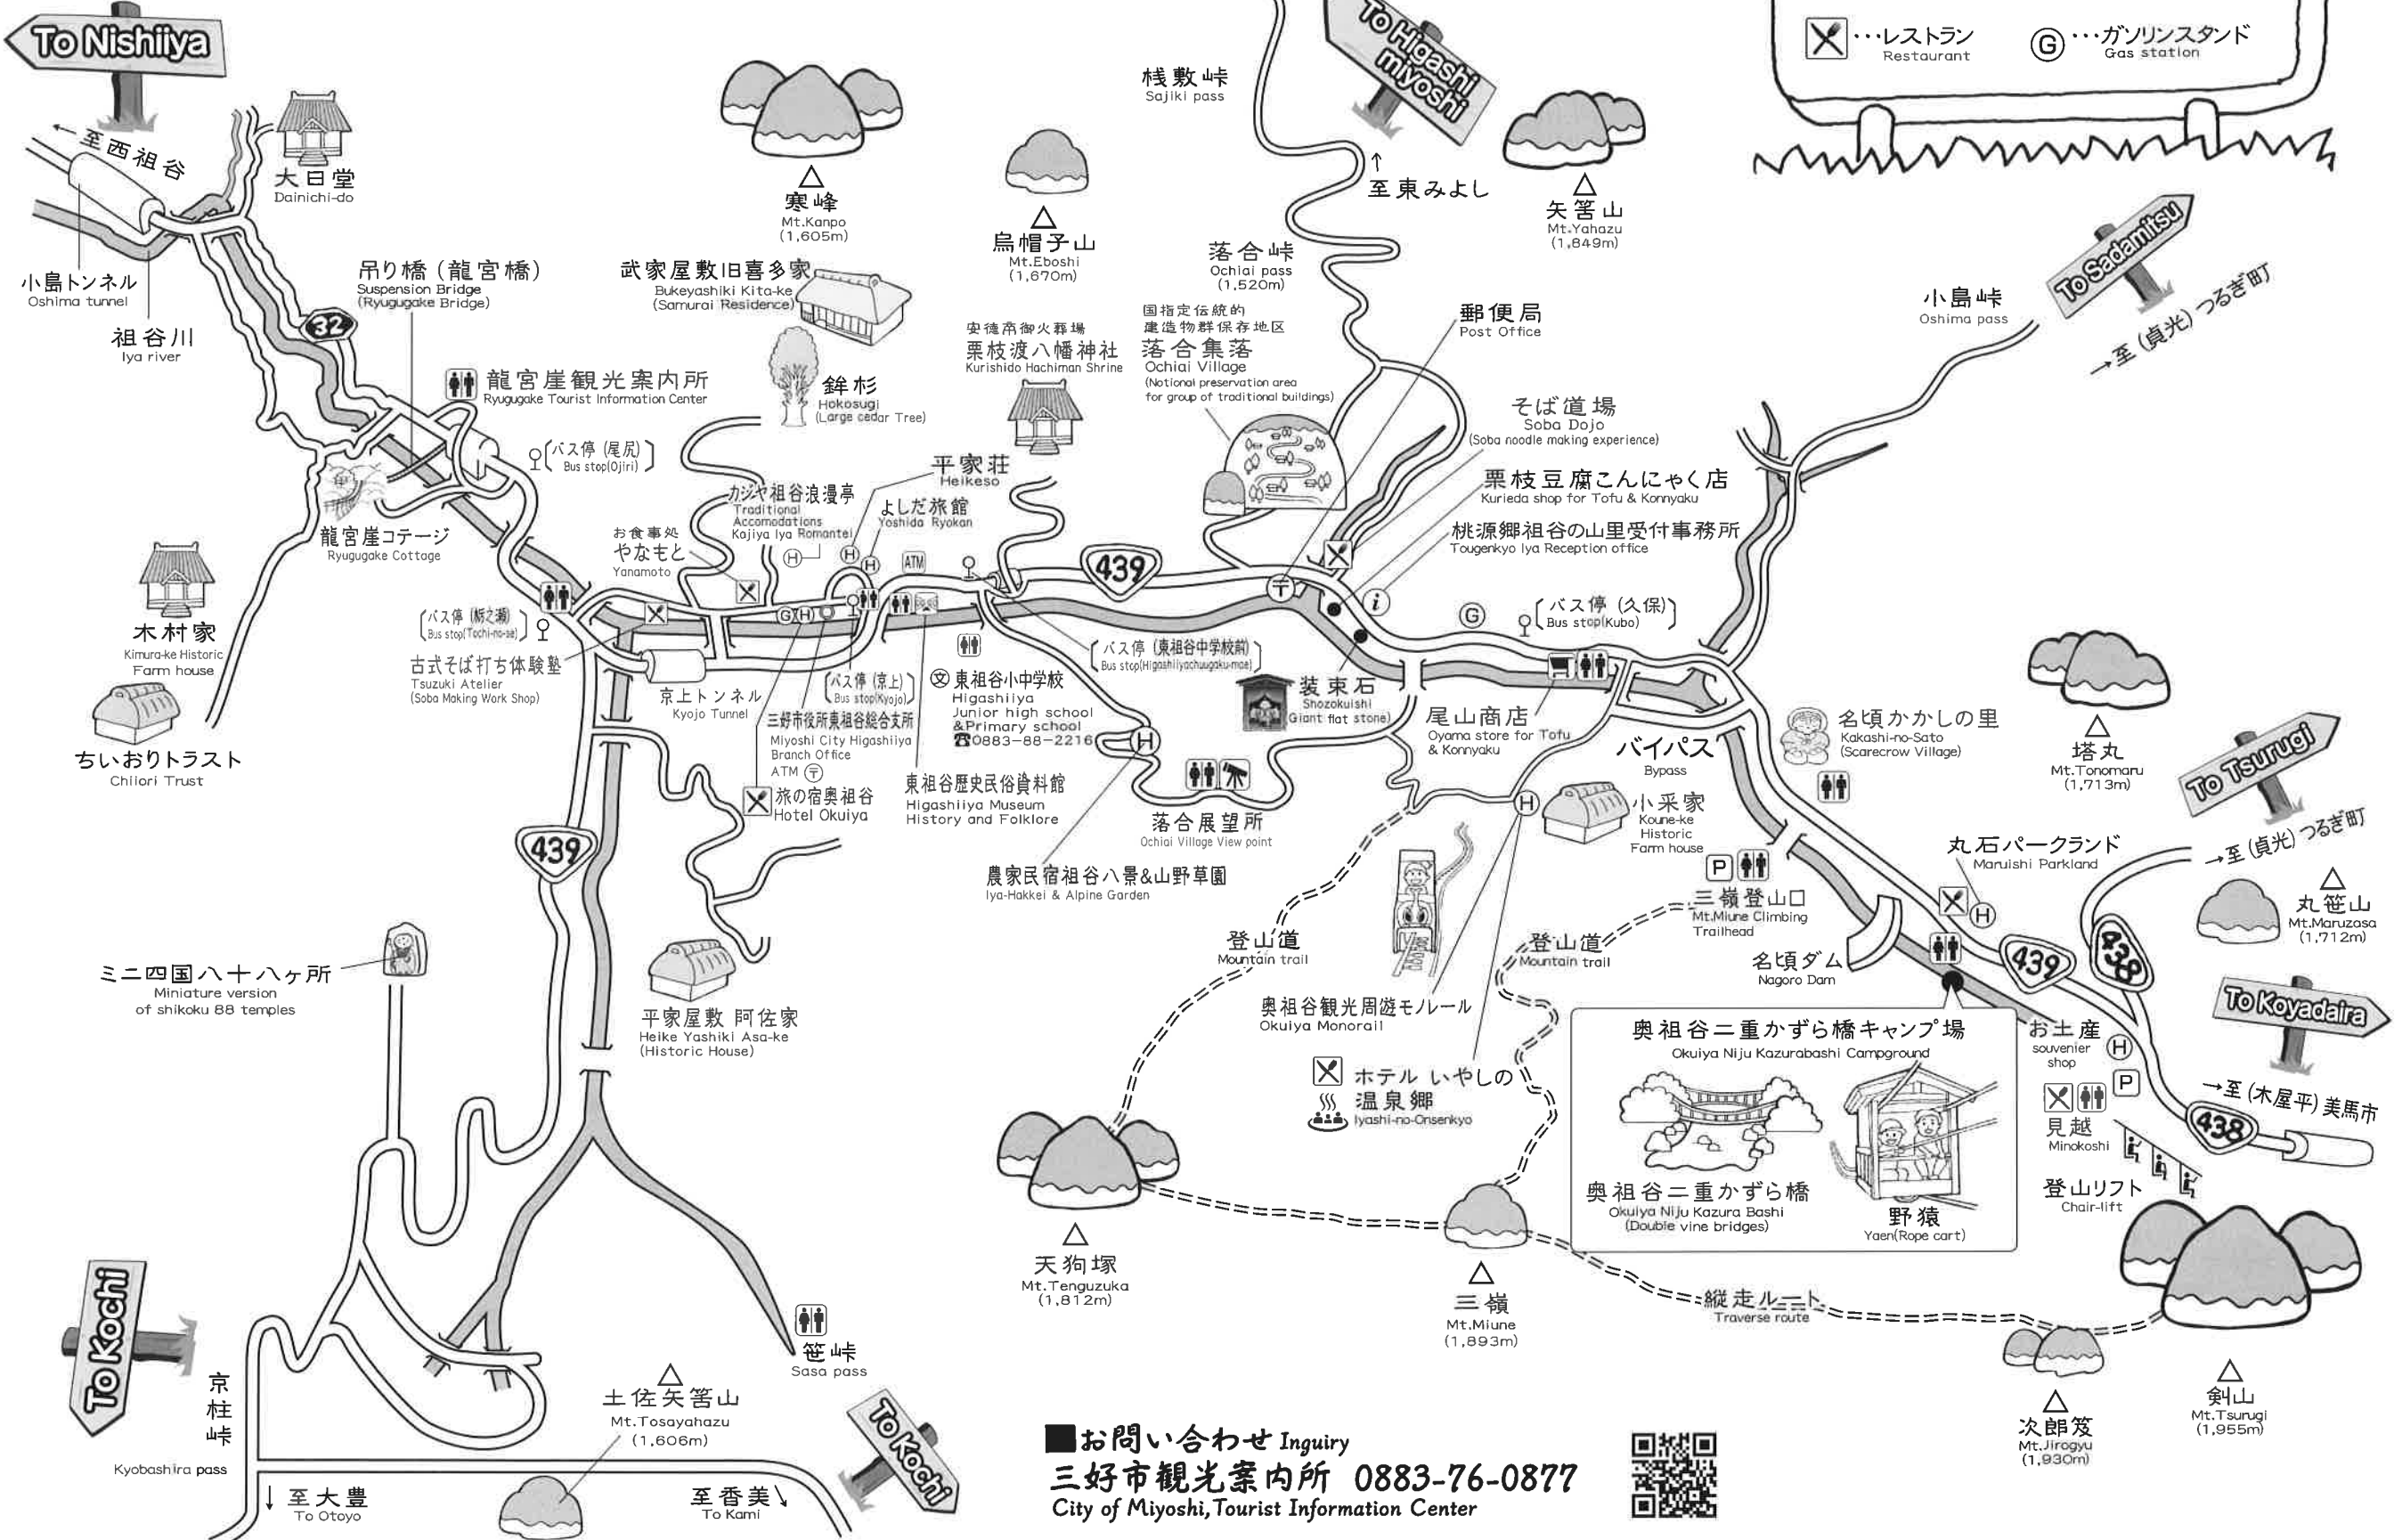 To Nishiiya
←至西祖谷
小島トンネル
Oshima tunnel
祖谷川
Iya river
大日堂
Dainichi-do
32
吊り橋（龍宮橋）
Suspension Bridge
(Ryugugake Bridge)
龍宮崖観光案内所
Ryugugake Tourist Information Center
バス停（尾尻）
Bus stop(Ojiri)
龍宮崖コテージ
Ryugugake Cottage
木村家
Kimura-ke Historic
Farm house
ちいおりトラスト
Chiiori Trust
寒峰
Mt.Kanpo
(1,605m)
烏帽子山
Mt.Eboshi
(1,670m)
武家屋敷旧喜多家
Bukeyashiki Kita-ke
(Samurai Residence)
鉾杉
Hokosugi
(Large cedar Tree)
安徳帝御火葬場
栗枝渡八幡神社
Kurishido Hachiman Shrine
桟敷峠
Sajiki pass
To Higashi
miyoshi
↑
至東みよし
矢筈山
Mt.Yahazu
(1,849m)
…レストラン
Restaurant
G …ガソリンスタンド
Gas station
落合峠
Ochiai pass
(1,520m)
国指定伝統的
建造物群保存地区
落合集落
Ochiai Village
(Notional preservation area
for group of traditional buildings)
郵便局
Post Office
そば道場
Soba Dojo
(Soba noodle making experience)
栗枝豆腐こんにゃく店
Kurieda shop for Tofu & Konnyaku
桃源郷祖谷の山里受付事務所
Tougenkyo Iya Reception office
To Sadamitsu
→至(貞光)つるぎ町
小島峠
Oshima pass
お食事処
やなもと
Yanamoto
カジヤ祖谷浪漫亭
Traditional
Accomodations
Kajiya Iya Romantei
H
平家荘
Heikeso
よしだ旅館
Yoshida Ryokan
H
H
ATM
439
〒
i
G
バス停（久保）
Bus stop(Kubo)
バス停（栃之瀬）
Bus stop(Tochi-no-se)
古式そば打ち体験塾
Tsuzuki Atelier
(Soba Making Work Shop)
G H
京上トンネル
Kyojo Tunnel
バス停（京上）
Bus stop(Kyojo)
三好市役所東祖谷総合支所
Miyoshi City Higashiiya
Branch Office
ATM 〒
旅の宿奥祖谷
Hotel Okuiya
文 東祖谷小中学校
Higashiiya
Junior high school
&Primary school
☎0883-88-2216
バス停（東祖谷中学校前）
Bus stop(Higashiiyachuugaku-mae)
東祖谷歴史民俗資料館
Higashiiya Museum
History and Folklore
H
農家民宿祖谷八景&山野草園
Iya-Hakkei & Alpine Garden
落合展望所
Ochiai Village View point
装束石
Shozokuishi
Giant flat stone)
尾山商店
Oyama store for Tofu
& Konnyaku
バイパス
Bypass
名頃かかしの里
Kakashi-no-Sato
(Scarecrow Village)
塔丸
Mt.Tonomaru
(1,713m)
To Tsurugi
→至(貞光)つるぎ町
H
小采家
Koune-ke
Historic
Farm house
P
三嶺登山口
Mt.Miune Climbing
Trailhead
丸石パークランド
Maruishi Parkland
H
丸笹山
Mt.Maruzasa
(1,712m)
439
438
名頃ダム
Nagoro Dam
439
ミニ四国八十八ヶ所
Miniature version
of shikoku 88 temples
平家屋敷 阿佐家
Heike Yashiki Asa-ke
(Historic House)
登山道
Mountain trail
登山道
Mountain trail
奥祖谷観光周遊モノレール
Okuiya Monorail
ホテル いやしの
温泉郷
Iyashi-no-Onsenkyo
奥祖谷二重かずら橋キャンプ場
Okuiya Niju Kazurabashi Campground
奥祖谷二重かずら橋
Okuiya Niju Kazura Bashi
(Double vine bridges)
野猿
Yaen(Rope cart)
お土産
souvenier
shop
H
P
見越
Minokoshi
To Koyadaira
→至(木屋平)美馬市
438
登山リフト
Chair-lift
天狗塚
Mt.Tenguzuka
(1,812m)
三嶺
Mt.Miune
(1,893m)
縦走ルート
Traverse route
次郎笈
Mt.Jirogyu
(1,930m)
剣山
Mt.Tsurugi
(1,955m)
To Kochi
京柱峠
Kyobashira pass
↓ 至大豊
To Otoyo
笹峠
Sasa pass
土佐矢筈山
Mt.Tosayahazu
(1,606m)
至香美↘
To Kami
To Kochi
■お問い合わせ Inguiry
三好市観光案内所 0883-76-0877
City of Miyoshi, Tourist Information Center